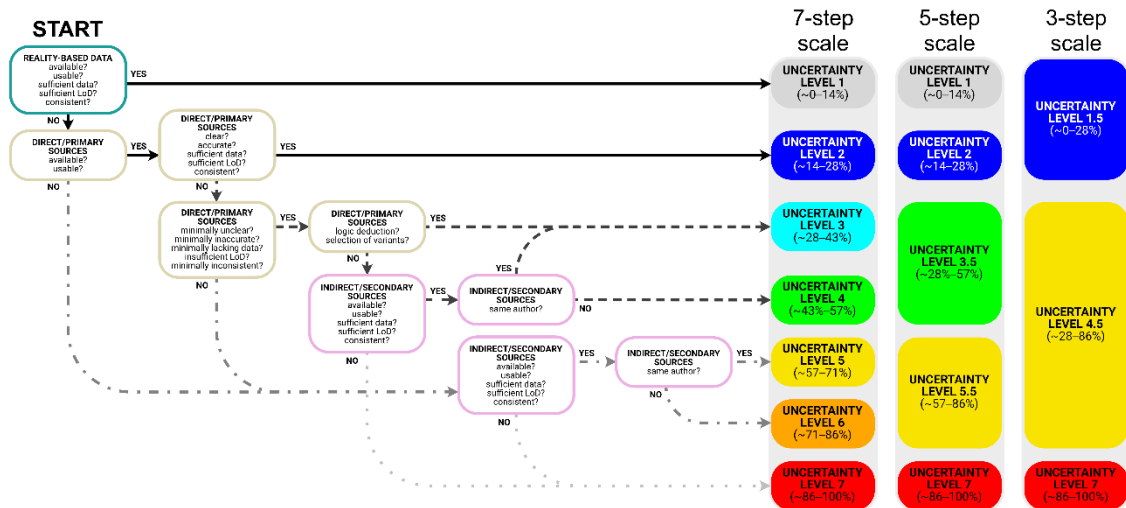 START
7-step
scale
5-step
scale
3-step
scale
REALITY-BASED DATA
available?
usable?
sufficient data?
sufficient LoD?
consistent?
YES
NO
UNCERTAINTY
LEVEL 1
(~0–14%)
UNCERTAINTY
LEVEL 1
(~0–14%)
UNCERTAINTY
LEVEL 1.5
(~0–28%)
DIRECT/PRIMARY
SOURCES
available?
usable?
YES
NO
DIRECT/PRIMARY
SOURCES
clear?
accurate?
sufficient data?
sufficient LoD?
consistent?
YES
NO
UNCERTAINTY
LEVEL 2
(~14–28%)
UNCERTAINTY
LEVEL 2
(~14–28%)
DIRECT/PRIMARY
SOURCES
minimally unclear?
minimally inaccurate?
minimally lacking data?
insufficient LoD?
minimally inconsistent?
YES
NO
DIRECT/PRIMARY
SOURCES
logic deduction?
selection of variants?
YES
NO
UNCERTAINTY
LEVEL 3
(~28–43%)
UNCERTAINTY
LEVEL 3.5
(~28%–57%)
INDIRECT/SECONDARY
SOURCES
available?
usable?
sufficient data?
sufficient LoD?
consistent?
YES
NO
INDIRECT/SECONDARY
SOURCES
same author?
YES
NO
UNCERTAINTY
LEVEL 4
(~43%–57%)
UNCERTAINTY
LEVEL 4.5
(~28–86%)
INDIRECT/SECONDARY
SOURCES
available?
usable?
sufficient data?
sufficient LoD?
consistent?
YES
NO
INDIRECT/SECONDARY
SOURCES
same author?
YES
NO
UNCERTAINTY
LEVEL 5
(~57–71%)
UNCERTAINTY
LEVEL 5.5
(~57–86%)
UNCERTAINTY
LEVEL 6
(~71–86%)
UNCERTAINTY
LEVEL 7
(~86–100%)
UNCERTAINTY
LEVEL 7
(~86–100%)
UNCERTAINTY
LEVEL 7
(~86–100%)